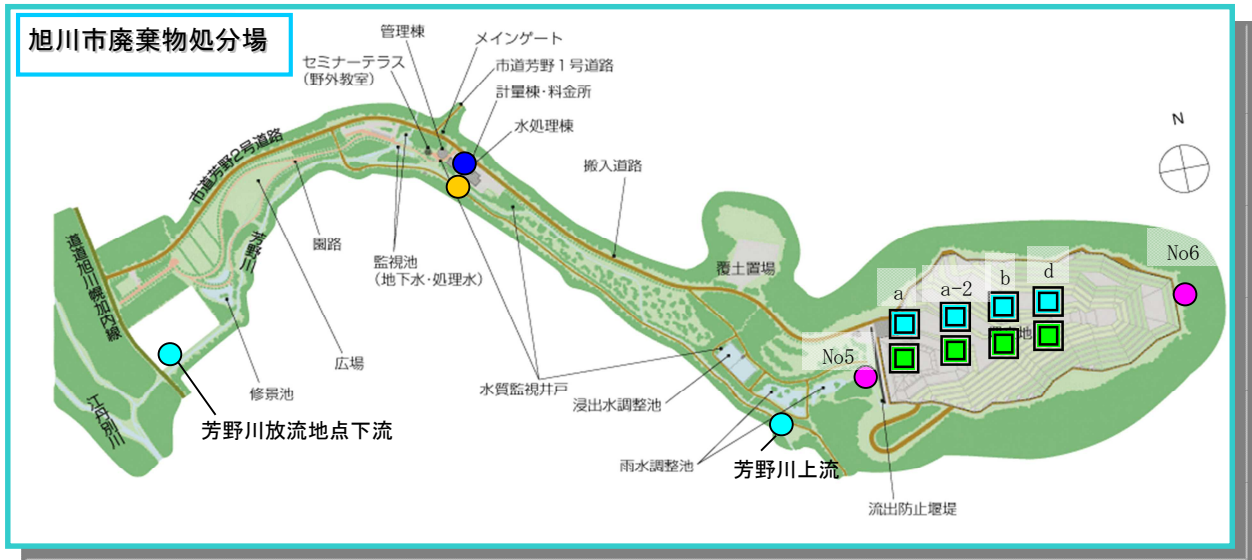 旭川市廃棄物処分場
管理棟
メインゲート
セミナーテラス
(野外教室)
市道芳野1号道路
計量棟・料金所
水処理棟
搬入道路
N
市道芳野2号道路
園路
芳野川
監視池
(地下水・処理水)
覆土置場
No6
a
a-2
b
d
道道旭川幌加内線
広場
修景池
水質監視井戸
浸出水調整池
No5
江丹別川
芳野川放流地点下流
雨水調整池
芳野川上流
流出防止堰堤